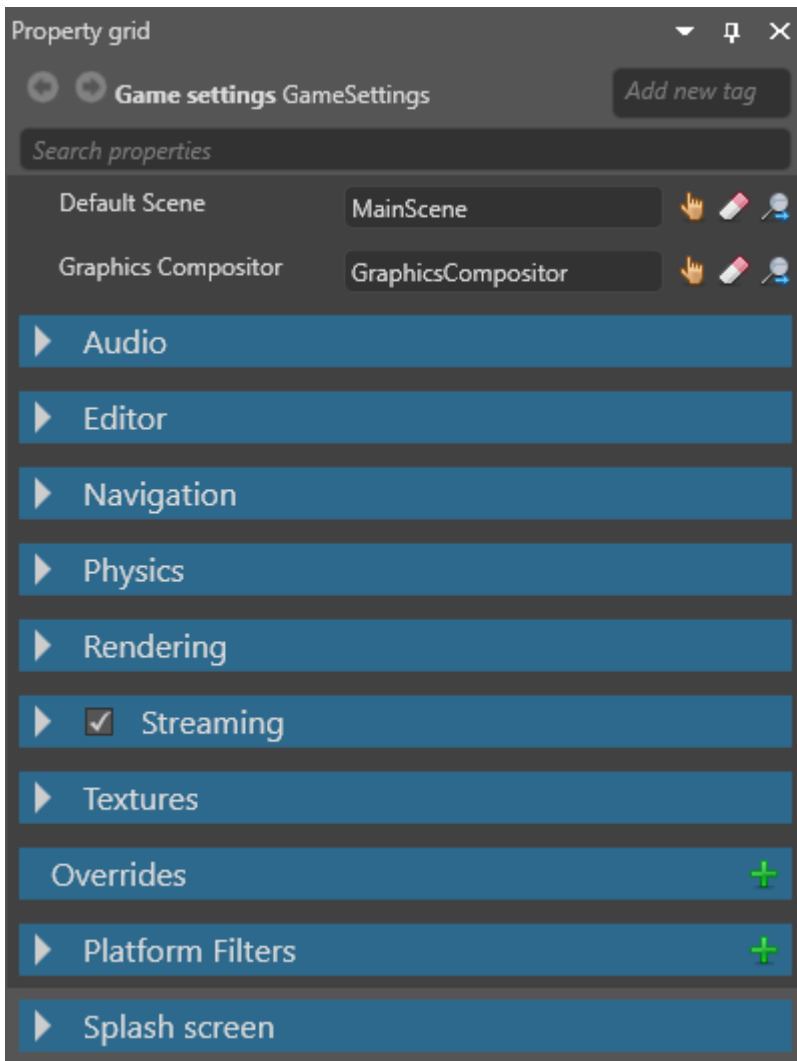 Property grid
Game settings GameSettings
Add new tag
Search properties
Default Scene
MainScene
Graphics Compositor
GraphicsCompositor
Audio
Editor
Navigation
Physics
Rendering
Streaming
Textures
Overrides
Platform Filters
Splash screen